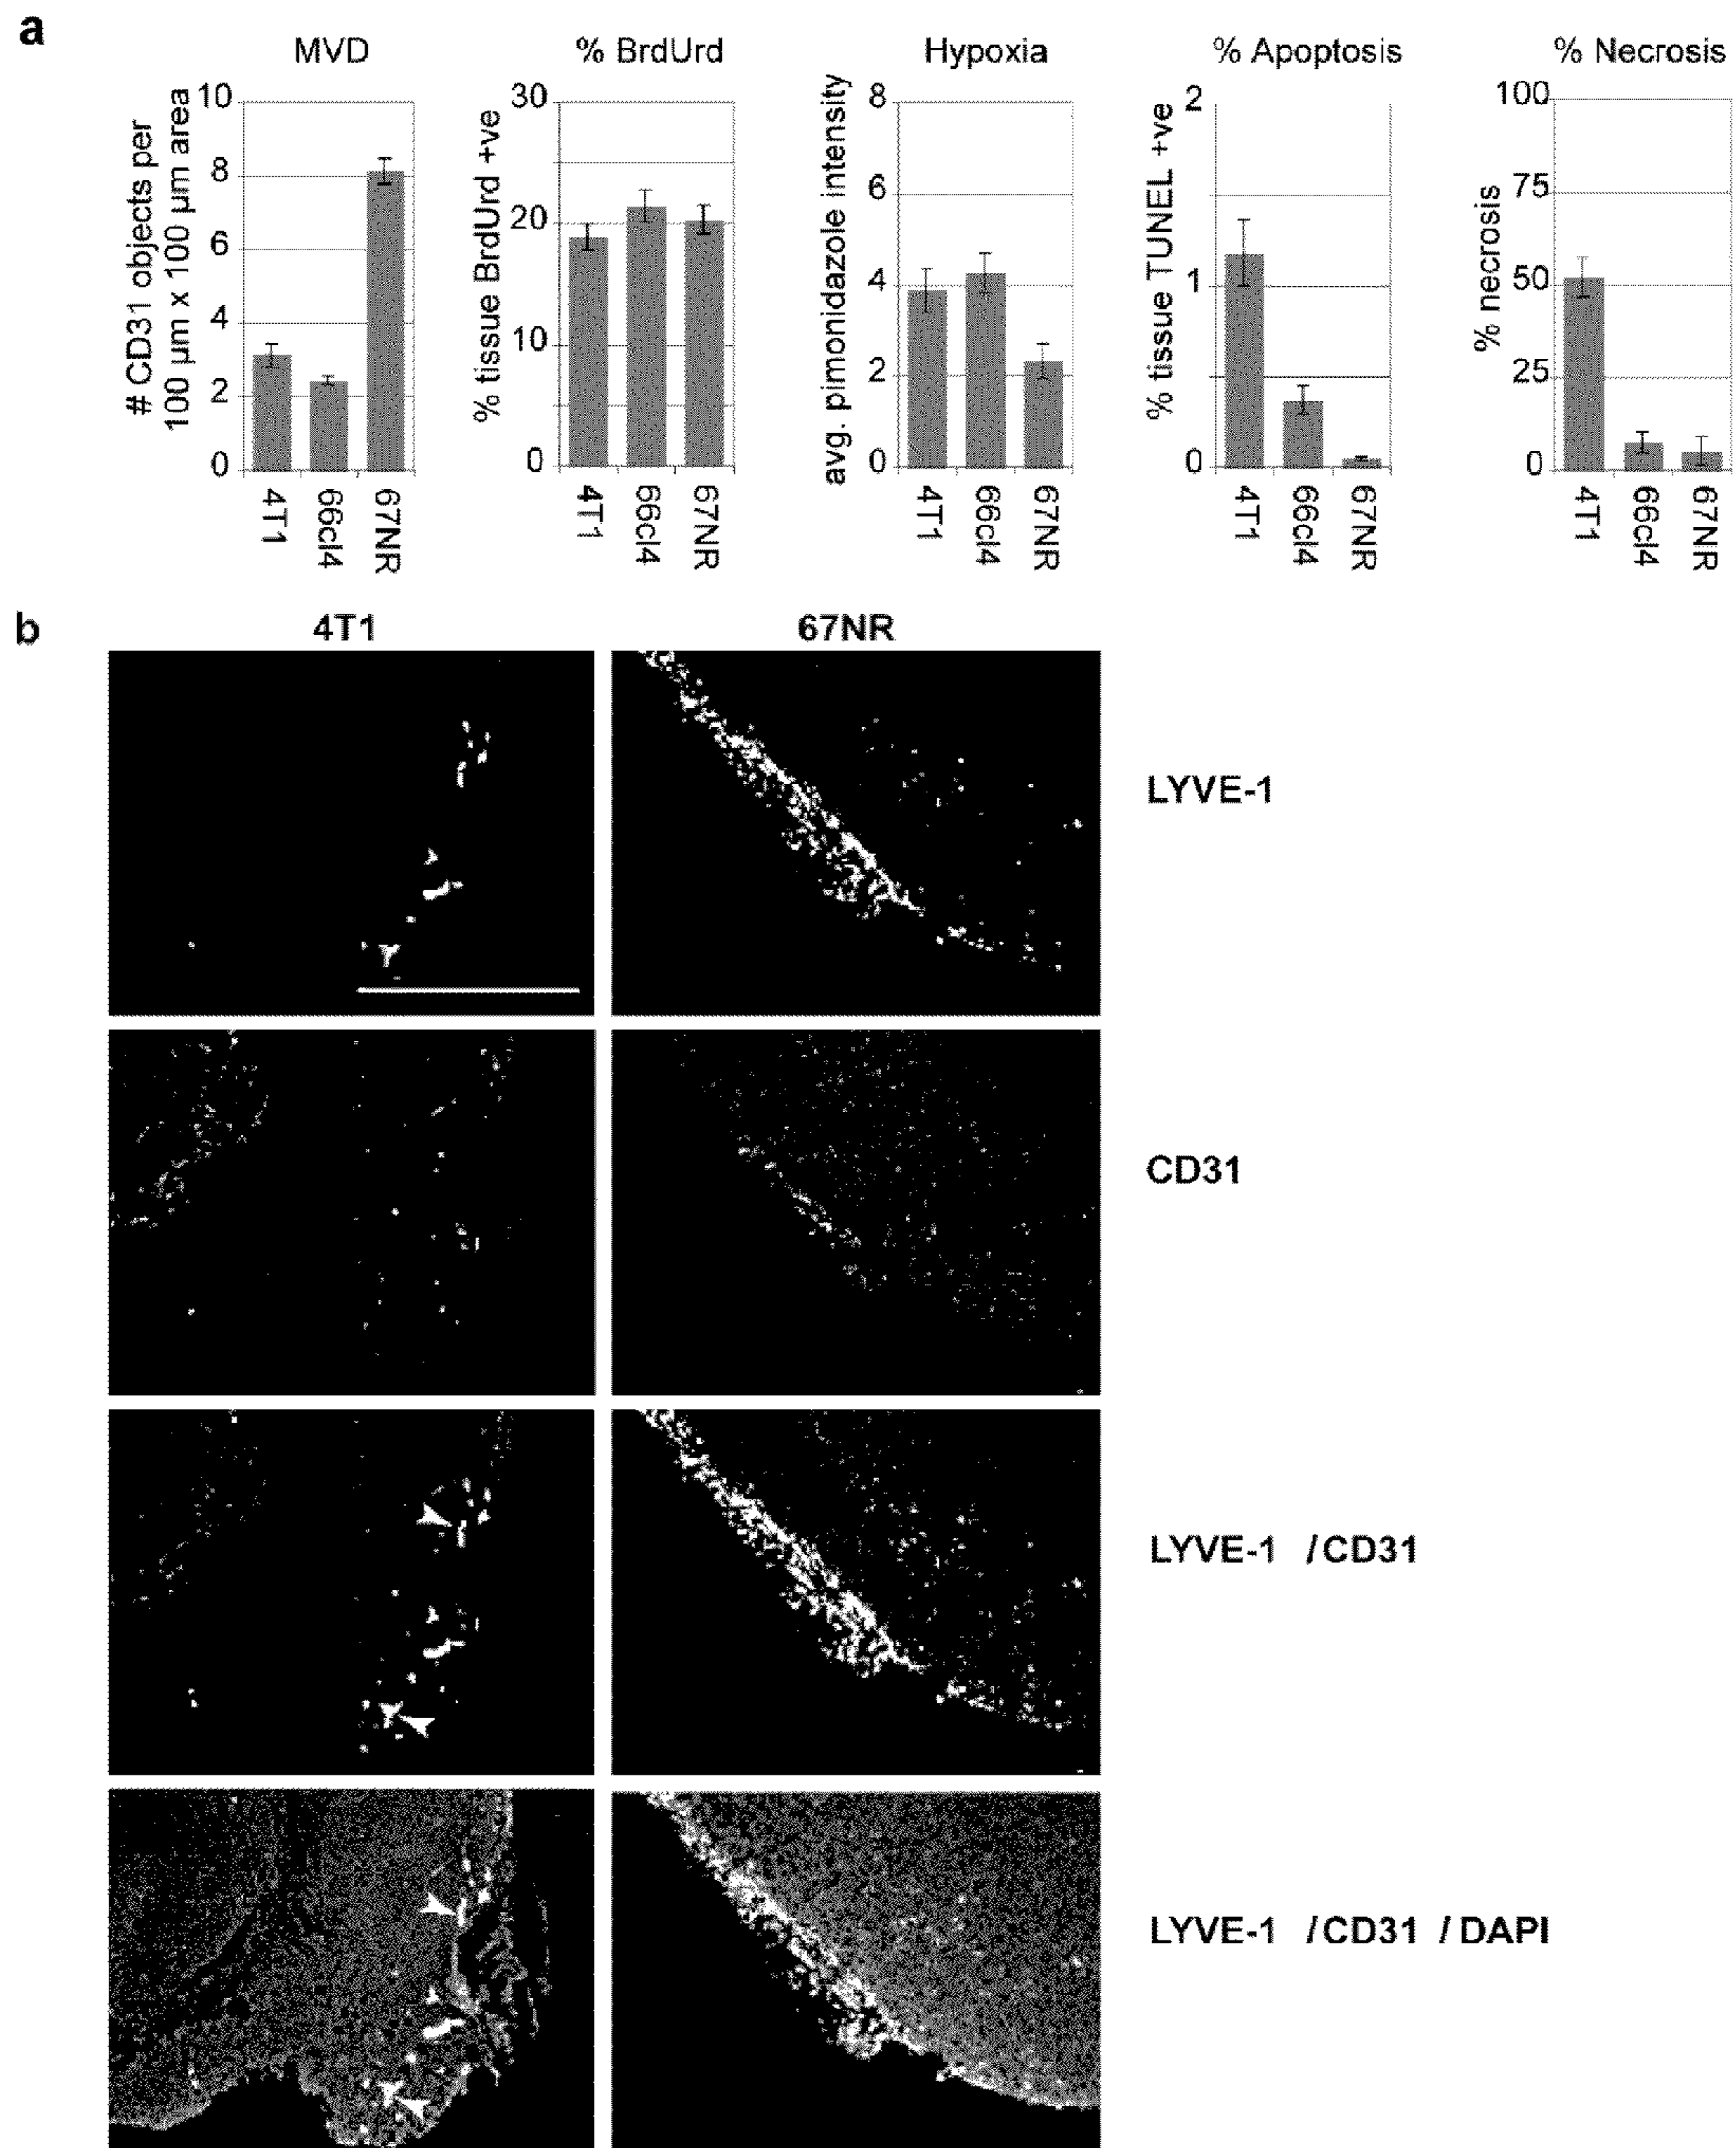 a
MVD
# CD31 objects per
100 µm x 100 µm area
10
8
6
4
2
0
4T1
66cl4
67NR
% BrdUrd
% tissue BrdUrd +ve
30
20
10
0
4T1
66cl4
67NR
Hypoxia
avg. pimonidazole intensity
8
6
4
2
0
4T1
66cl4
67NR
% Apoptosis
% tissue TUNEL +ve
2
1
0
4T1
66cl4
67NR
% Necrosis
% necrosis
100
75
50
25
0
4T1
66cl4
67NR
b
4T1
67NR
LYVE-1
CD31
LYVE-1 /CD31
LYVE-1 /CD31 /DAPI